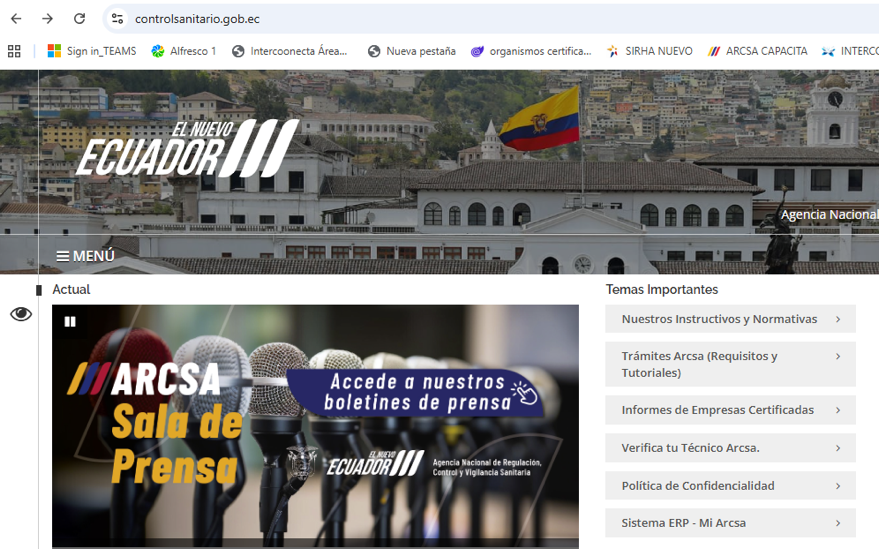 controlsanitario.gob.ec
Sign in_TEAMS
Alfresco 1
Intercoonecta Área...
Nueva pestaña
organismos certifica...
SIRHA NUEVO
ARCSA CAPACITA
INTERCO
EL NUEVO
ECUADOR
Agencia Nacional
MENÚ
Actual
ARCSA
Sala de
Prensa
Accede a nuestros
boletines de prensa
EL NUEVO
ECUADOR
Agencia Nacional de Regulación,
Control y Vigilancia Sanitaria
Temas Importantes
Nuestros Instructivos y Normativas
Trámites Arcsa (Requisitos y
Tutoriales)
Informes de Empresas Certificadas
Verifica tu Técnico Arcsa.
Política de Confidencialidad
Sistema ERP - Mi Arcsa